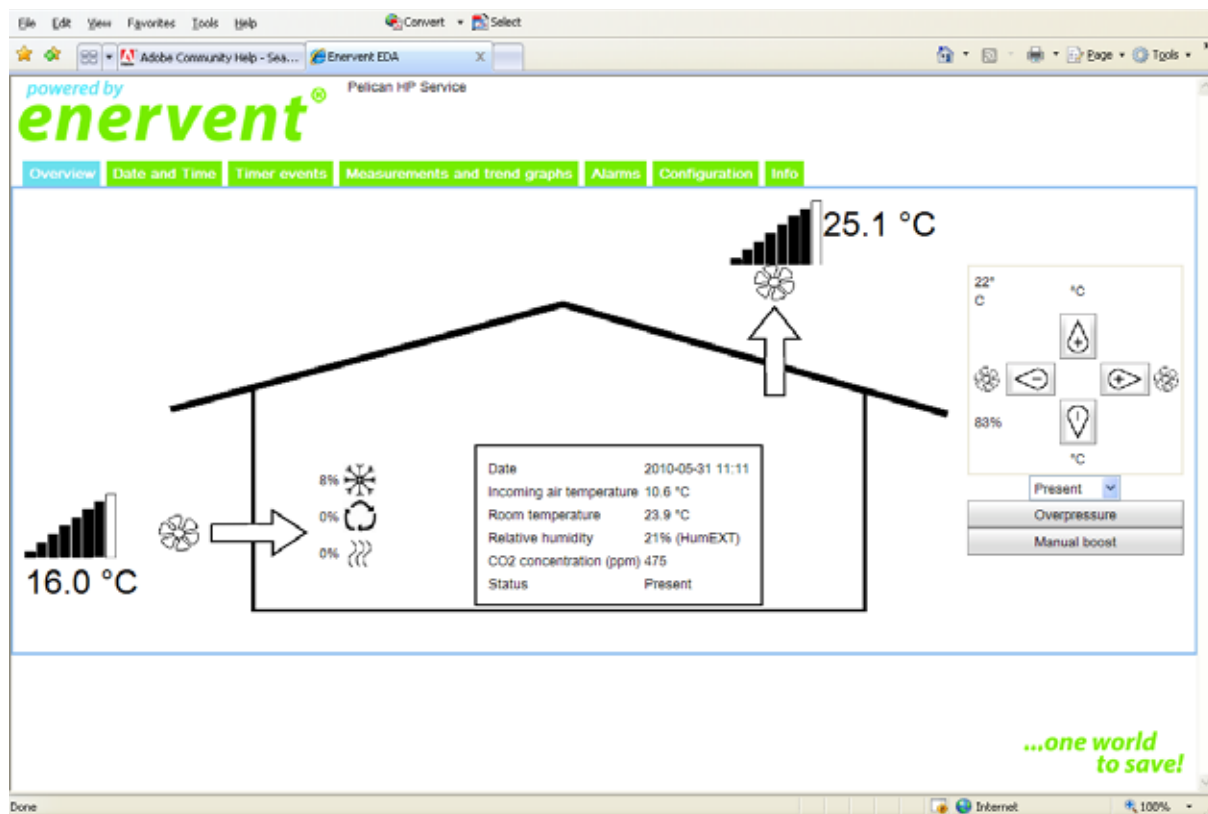 File Edit View Favorites Tools Help Convert Select
Adobe Community Help - Sea... Enervent EDA X Page Tools
powered by
enervent®
Pelican HP Service
Overview Date and Time Timer events Measurements and trend graphs Alarms Configuration Info
25.1 °C
22°
C
°C
83%
°C
Present
Overpressure
Manual boost
8%
0%
0%
16.0 °C
Date 2010-05-31 11:11
Incoming air temperature 10.6 °C
Room temperature 23.9 °C
Relative humidity 21% (HumEXT)
CO2 concentration (ppm) 475
Status Present
...one world
to save!
Done Internet 100%